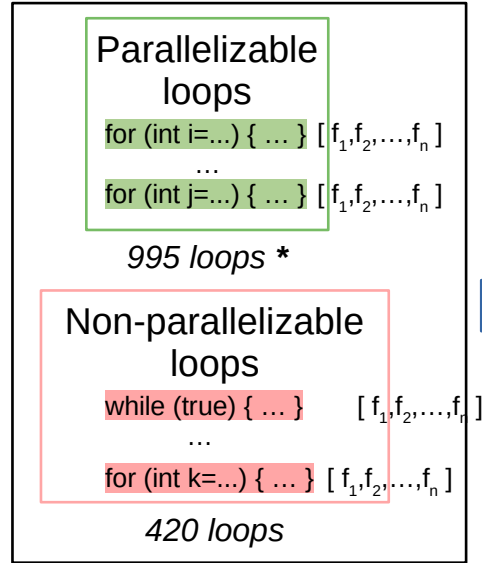 Parallelizable
loops
for (int i=...) { … } [ f₁,f₂,…,fₙ ]
…
for (int j=...) { … } [ f₁,f₂,…,fₙ ]
995 loops *
Non-parallelizable
loops
while (true) { … } [ f₁,f₂,…,fₙ ]
…
for (int k=...) { … } [ f₁,f₂,…,fₙ ]
420 loops